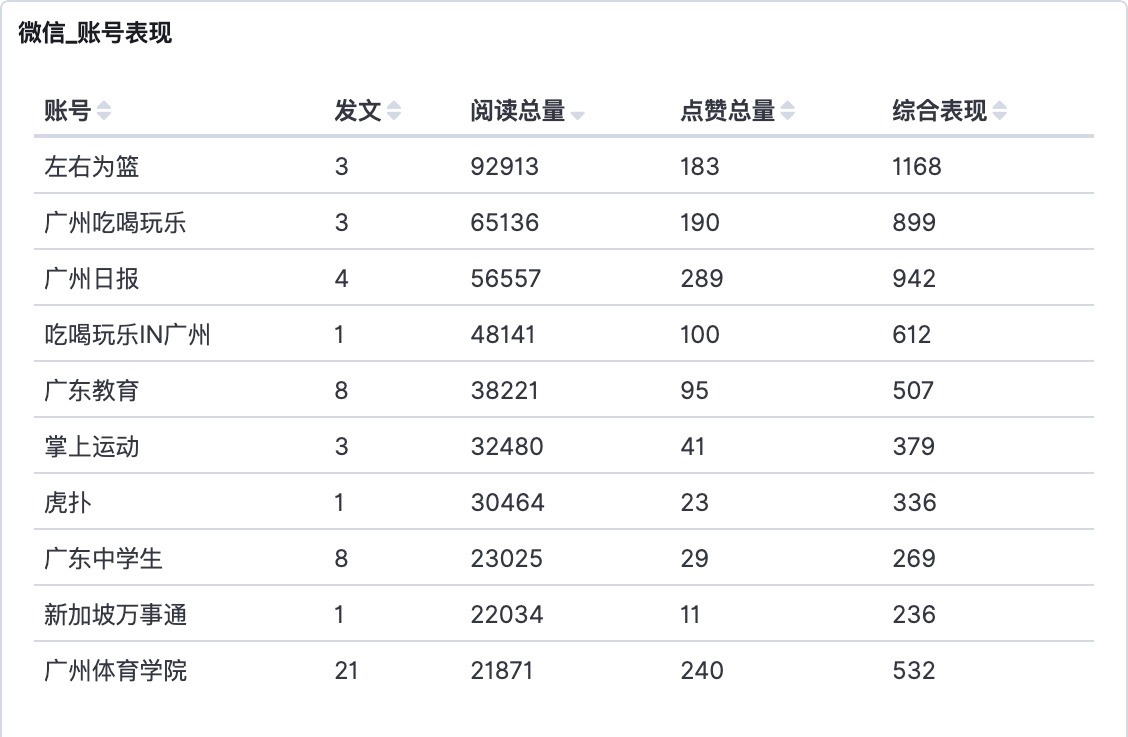 微信_账号表现
账号 发文 阅读总量 点赞总量 综合表现
左右为篮 3 92913 183 1168
广州吃喝玩乐 3 65136 190 899
广州日报 4 56557 289 942
吃喝玩乐IN广州 1 48141 100 612
广东教育 8 38221 95 507
掌上运动 3 32480 41 379
虎扑 1 30464 23 336
广东中学生 8 23025 29 269
新加坡万事通 1 22034 11 236
广州体育学院 21 21871 240 532